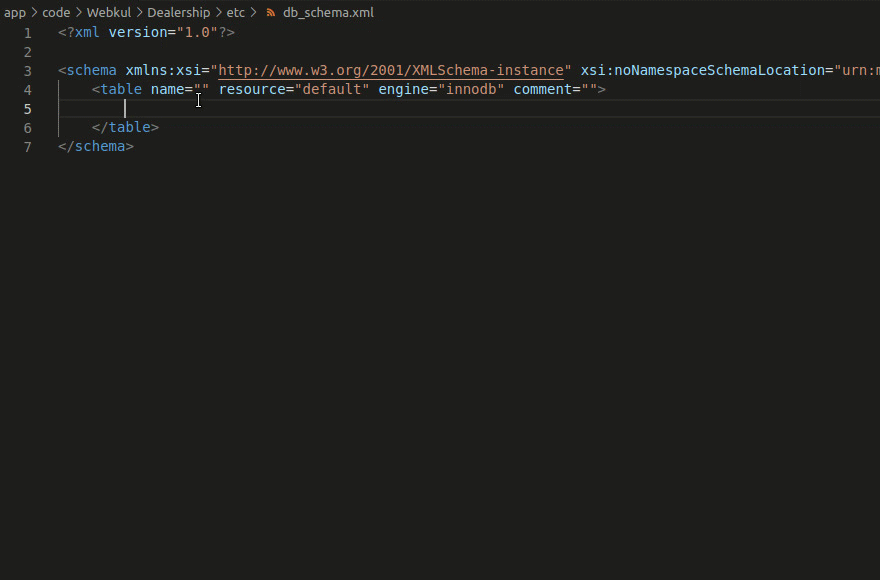 app > code > Webkul > Dealership > etc > db_schema.xml
1 <?xml version="1.0"?>
2
3 <schema xmlns:xsi="http://www.w3.org/2001/XMLSchema-instance" xsi:noNamespaceSchemaLocation="urn:m
4 <table name="" resource="default" engine="innodb" comment="">
5
6 </table>
7 </schema>